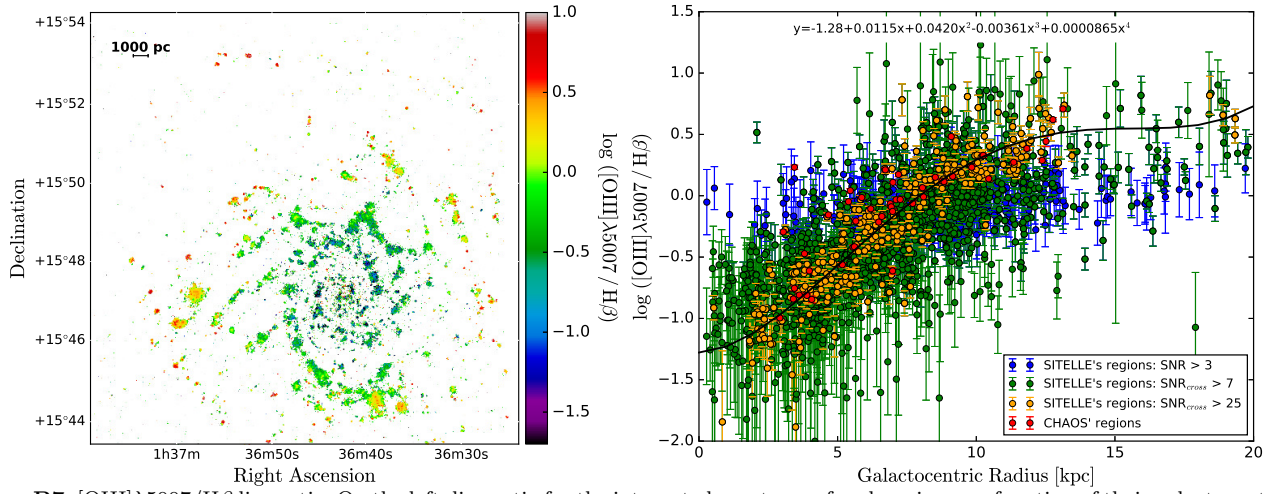 +15°54
+15°52
+15°50
+15°48
+15°46
+15°44
Declination
1000 pc
1h37m
36m50s
36m40s
36m30s
Right Ascension
1.0
0.5
0.0
−0.5
−1.0
−1.5
log ([OIII]λ5007 / Hβ)
log ([OIII]λ5007 / Hβ)
1.5
1.0
0.5
0.0
−0.5
−1.0
−1.5
−2.0
y=-1.28+0.0115x+0.0420x²-0.00361x³+0.0000865x⁴
SITELLE's regions: SNR > 3
SITELLE's regions: SNRcross > 7
SITELLE's regions: SNRcross > 25
CHAOS' regions
0
5
10
15
20
Galactocentric Radius [kpc]